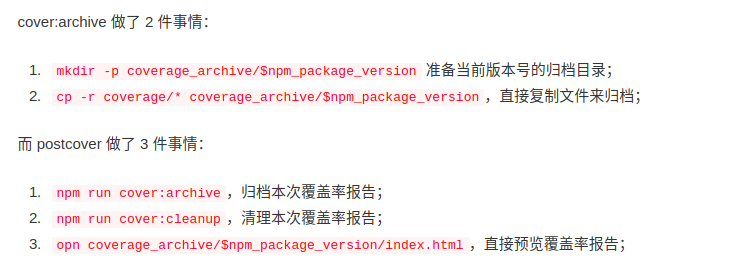 cover:archive 做了 2 件事情：
1. mkdir -p coverage_archive/$npm_package_version 准备当前版本号的归档目录；
2. cp -r coverage/* coverage_archive/$npm_package_version ，直接复制文件来归档；
而 postcover 做了 3 件事情：
1. npm run cover:archive ，归档本次覆盖率报告；
2. npm run cover:cleanup ，清理本次覆盖率报告；
3. opn coverage_archive/$npm_package_version/index.html ，直接预览覆盖率报告；